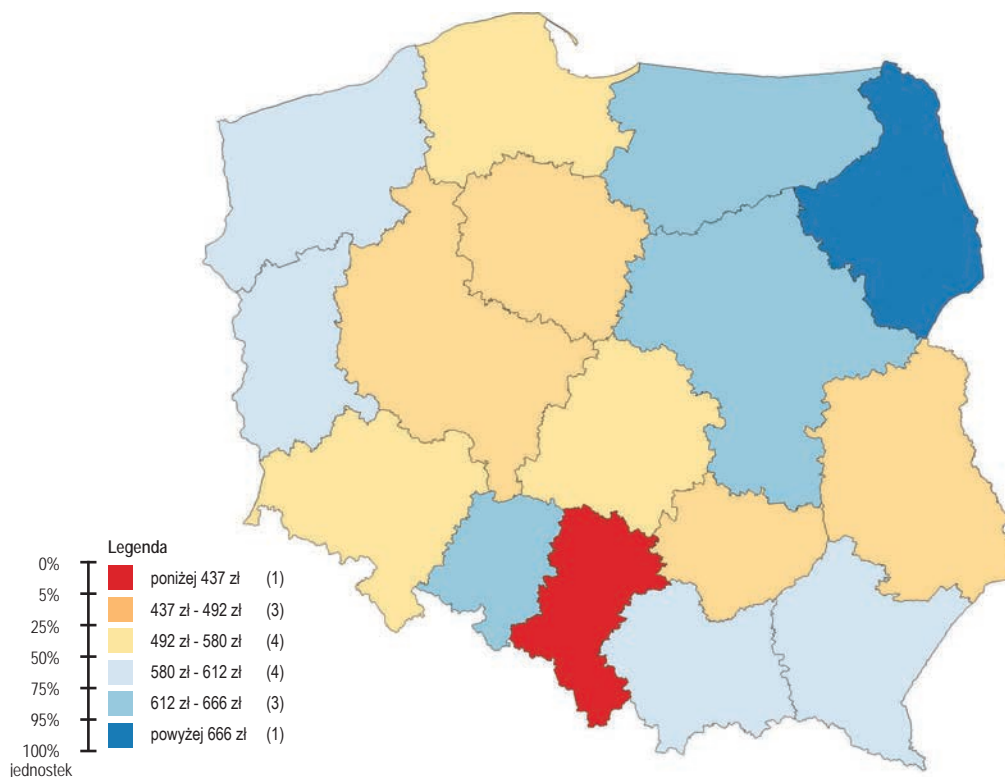 Legenda
0%
5%
25%
50%
75%
95%
100%
jednostek
poniżej 437 zł (1)
437 zł - 492 zł (3)
492 zł - 580 zł (4)
580 zł - 612 zł (4)
612 zł - 666 zł (3)
powyżej 666 zł (1)